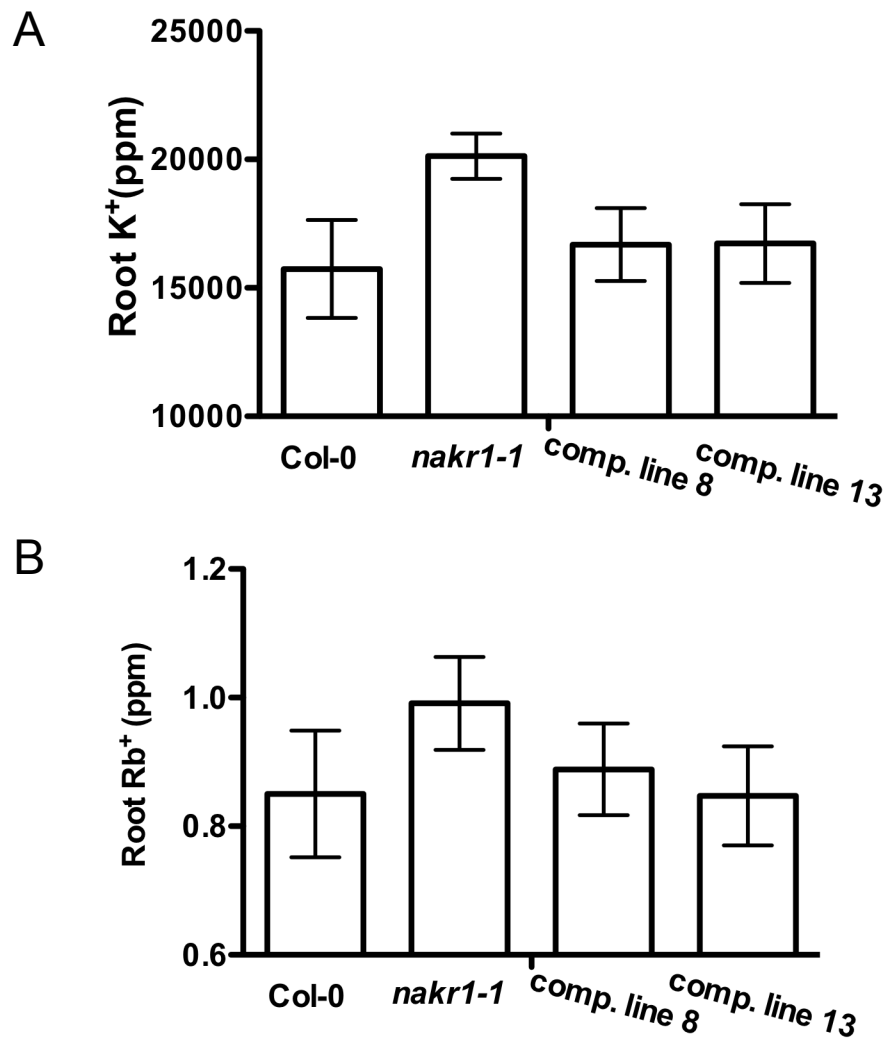 A
25000
20000
15000
10000
Root K⁺(ppm)
Col-0
nakr1-1
comp. line 8
comp. line 13
B
1.2
1.0
0.8
0.6
Root Rb⁺ (ppm)
Col-0
nakr1-1
comp. line 8
comp. line 13